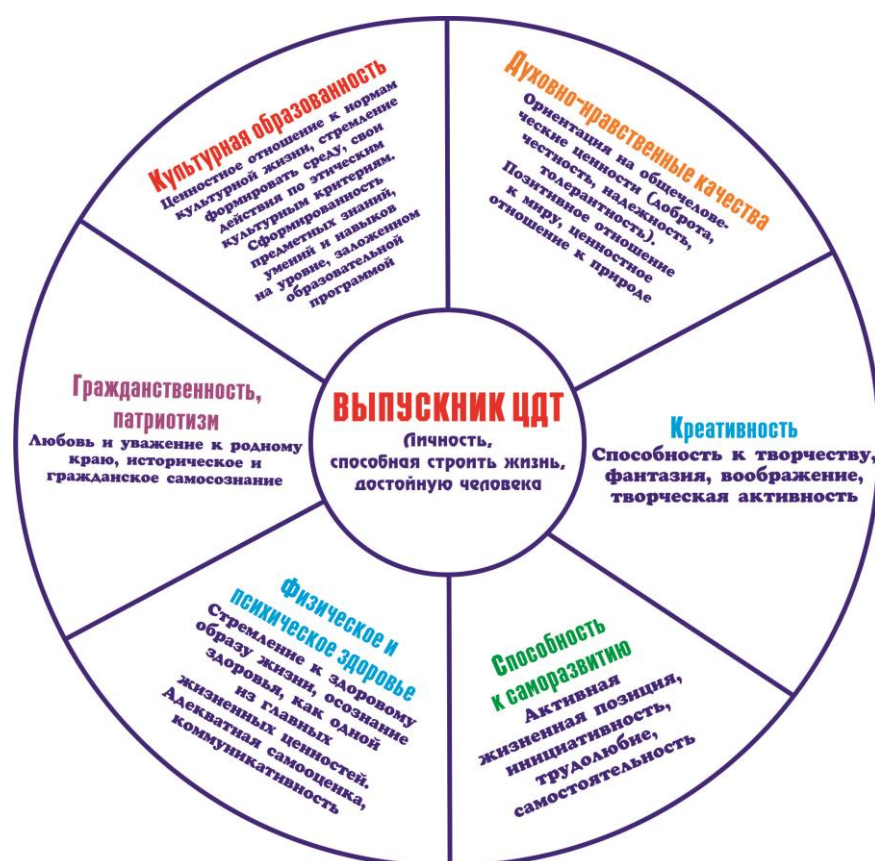 Культурная образованность
Ценностное отношение к нормам
культурной жизни, стремление
формировать среду, свои
действия по этическим
культурным критериям.
Сформированность
предметных знаний,
умений и навыков
на уровне, заложенном
образовательной
программой
Духовно-нравственные качества
Ориентация на общечелове-
ческие ценности (доброта,
честность, надежность,
толерантность).
Позитивное отношение
к миру, ценностное
отношение к природе
Гражданственность,
патриотизм
Любовь и уважение к родному
краю, историческое и
гражданское самосознание
ВЫПУСКНИК ЦДТ
Личность,
способная строить жизнь,
достойную человека
Креативность
Способность к творчеству,
фантазия, воображение,
творческая активность
Физическое и
психическое здоровье
Стремление к здоровому
образу жизни, осознание
здоровья, как одной
из главных
жизненных ценностей.
Адекватная самооценка,
коммуникативность
Способность
к саморазвитию
Активная
жизненная позиция,
инициативность,
трудолюбие,
самостоятельность